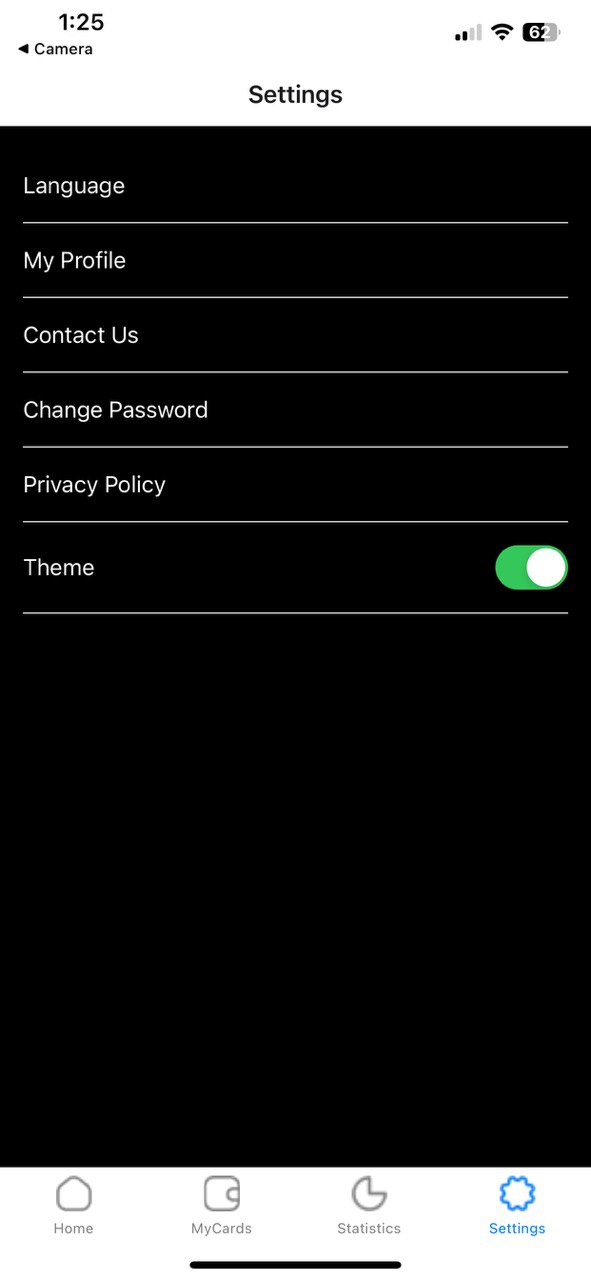 1:25
62
◀ Camera
Settings
Language
My Profile
Contact Us
Change Password
Privacy Policy
Theme
Home
MyCards
Statistics
Settings